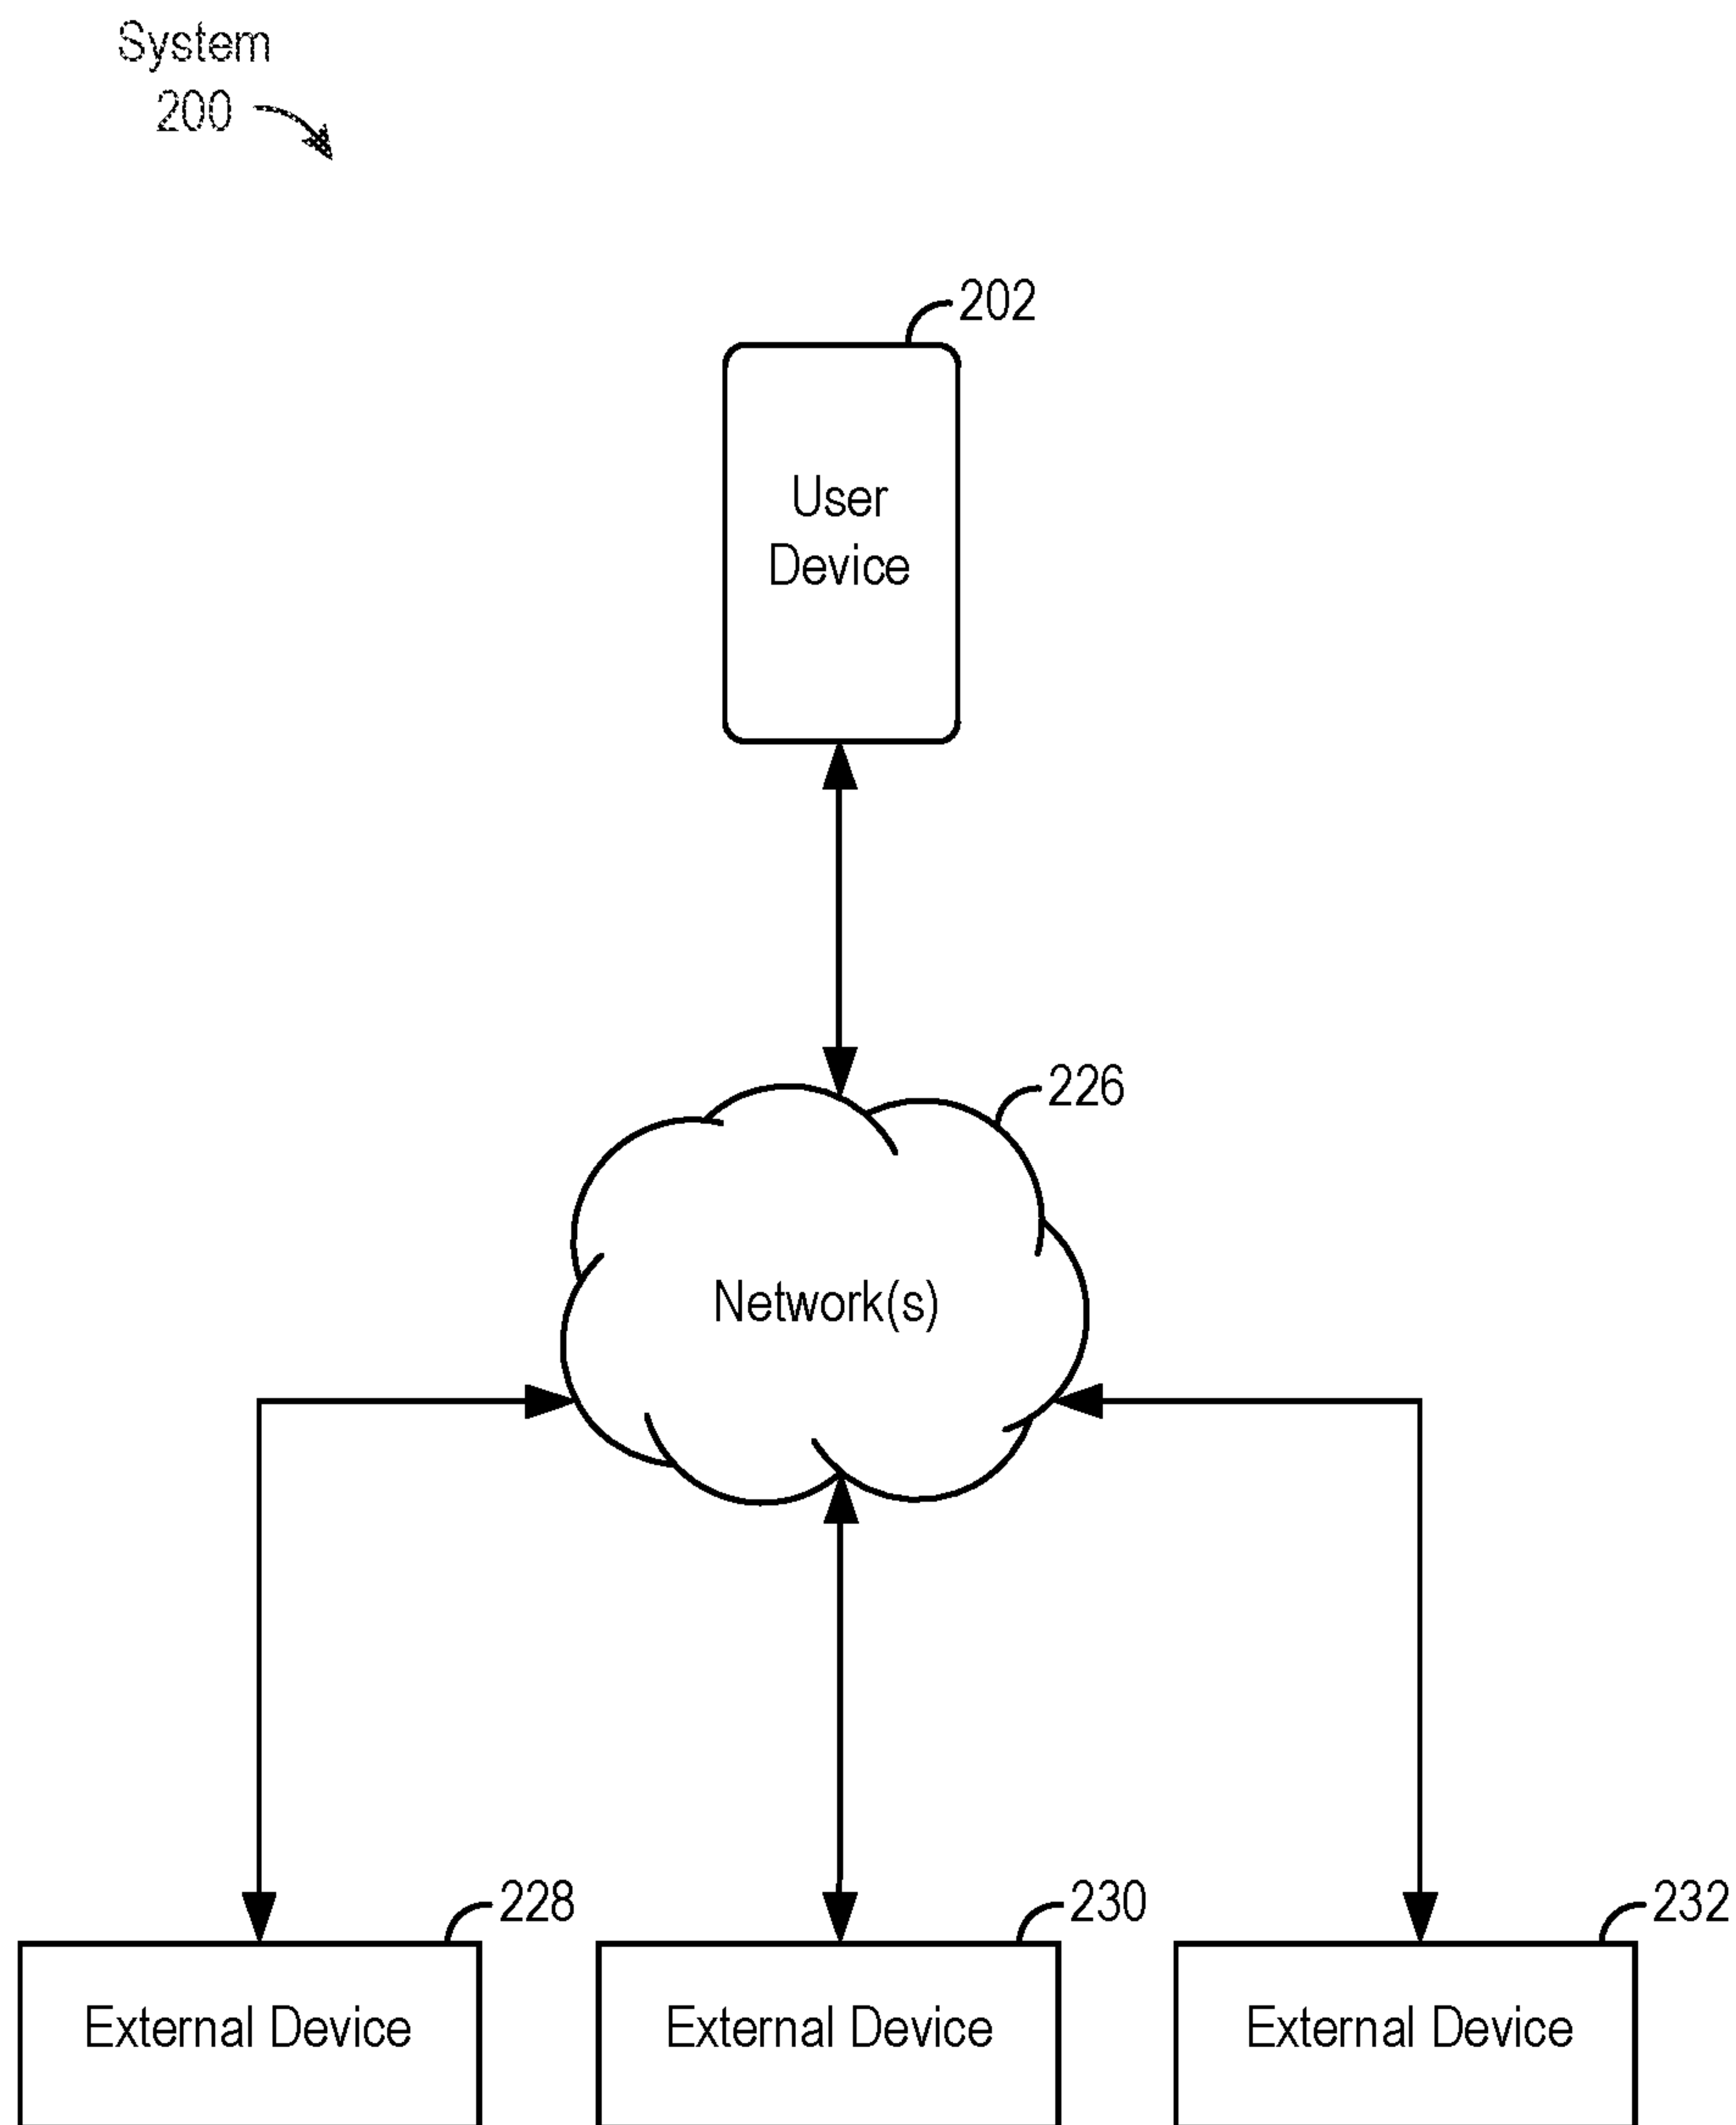 System
200
202
User
Device
226
Network(s)
228
230
232
External Device
External Device
External Device